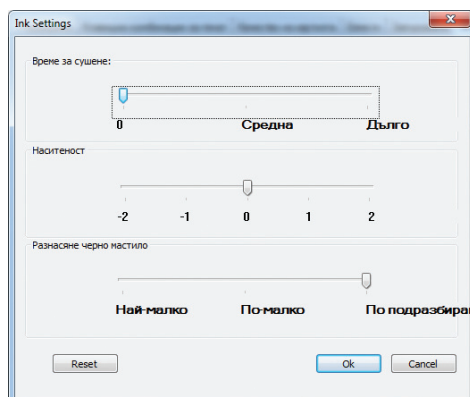 Ink Settings
Време за сушене:
0 Средна Дълго
Наситеност
-2 -1 0 1 2
Разнасяне черно мастило
Най-малко По-малко По подразбира
Reset Ok Cancel